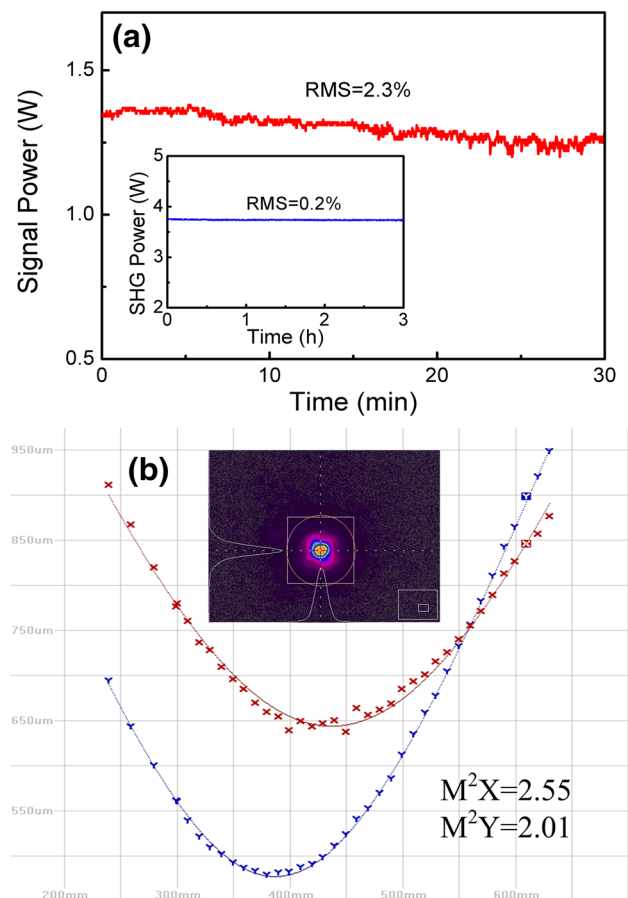 (a)
1.5
1.0
0.5
Signal Power (W)
RMS=2.3%
5
4
3
2
SHG Power (W)
RMS=0.2%
0
1
2
3
Time (h)
0
10
20
30
Time (min)
(b)
950um
850um
750um
650um
550um
M²X=2.55
M²Y=2.01
200mm
300mm
400mm
500mm
600mm